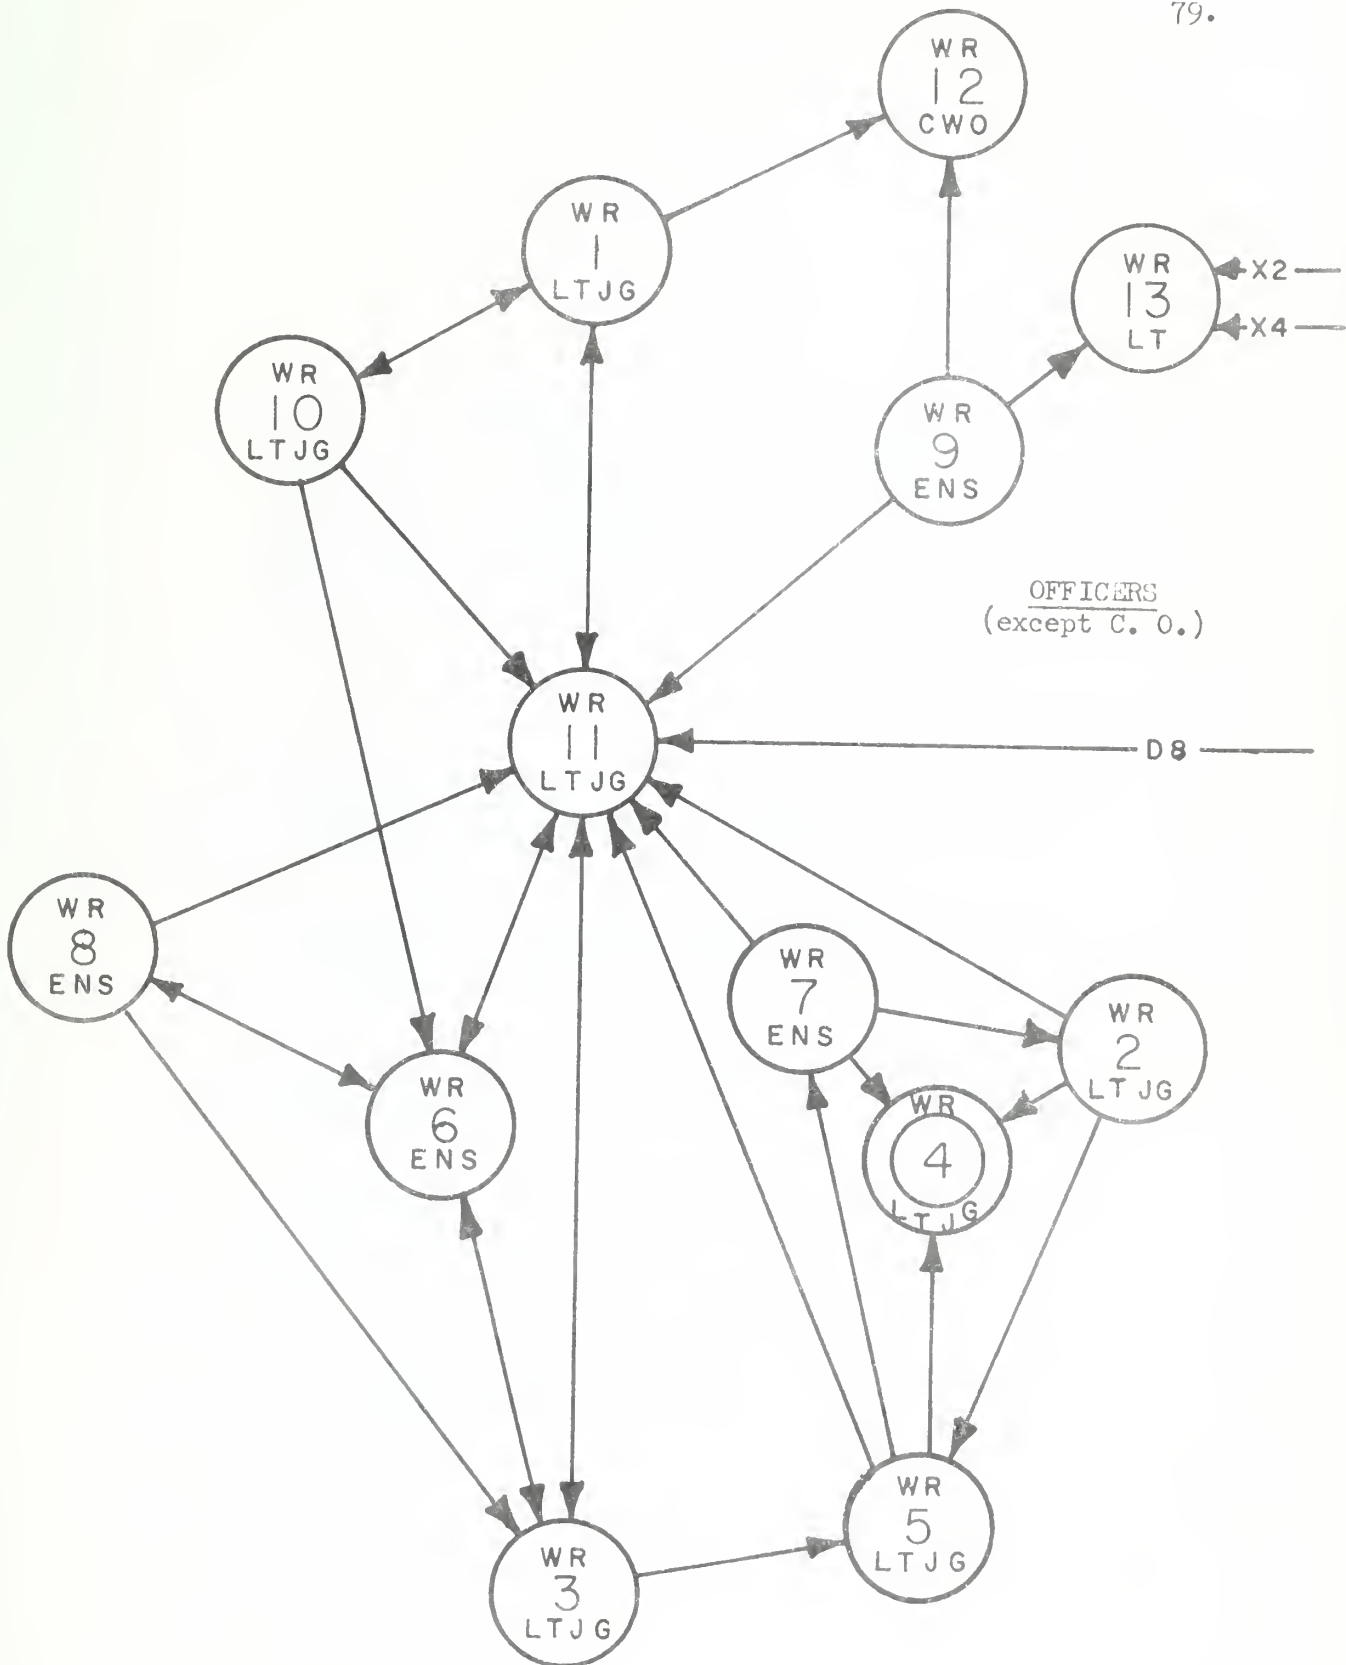 79.
WR
12
CWO
WR
1
LTJG
WR
13
LT
X2
X4
WR
10
LTJG
WR
9
ENS
OFFICERS
(except C. O.)
WR
11
LTJG
D8
WR
8
ENS
WR
7
ENS
WR
2
LTJG
WR
6
ENS
WR
4
LTJG
WR
5
LTJG
WR
3
LTJG